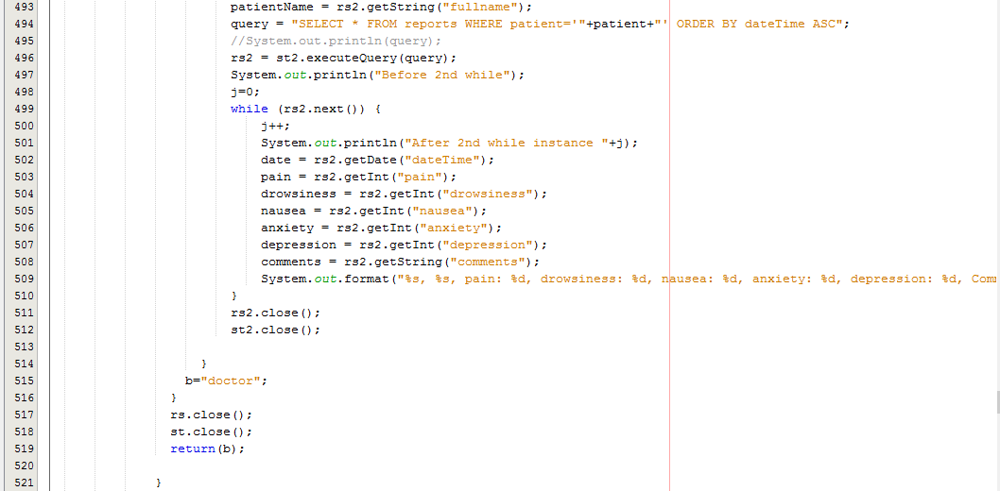 493 patientName = rs2.getString("fullname");
494 query = "SELECT * FROM reports WHERE patient='"+patient+"' ORDER BY dateTime ASC";
495 //System.out.println(query);
496 rs2 = st2.executeQuery(query);
497 System.out.println("Before 2nd while");
498 j=0;
499 while (rs2.next()) {
500 j++;
501 System.out.println("After 2nd while instance "+j);
502 date = rs2.getDate("dateTime");
503 pain = rs2.getInt("pain");
504 drowsiness = rs2.getInt("drowsiness");
505 nausea = rs2.getInt("nausea");
506 anxiety = rs2.getInt("anxiety");
507 depression = rs2.getInt("depression");
508 comments = rs2.getString("comments");
509 System.out.format("%s, %s, pain: %d, drowsiness: %d, nausea: %d, anxiety: %d, depression: %d, Com
510 }
511 rs2.close();
512 st2.close();
513
514 }
515 b="doctor";
516 }
517 rs.close();
518 st.close();
519 return(b);
520
521 }